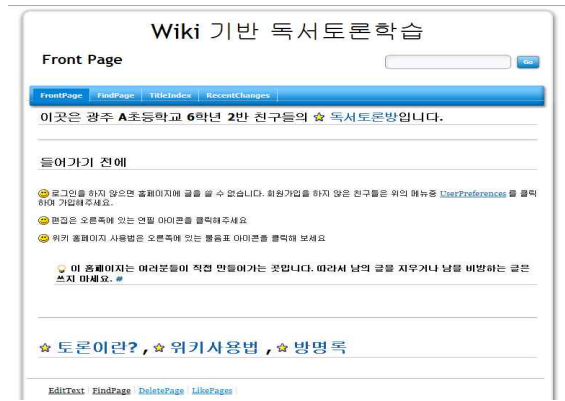 Wiki 기반 독서토론학습
Front Page
Go
FrontPage FindPage TitleIndex RecentChanges
이곳은 광주 A초등학교 6학년 2반 친구들의 독서토론방입니다.
들어가기 전에
로그인을 하지 않으면 홈페이지에 글을 쓸 수 없습니다. 회원가입을 하지 않은 친구들은 위의 메뉴중 UserPreferences 를 클릭
하여 가입해주세요.
편집은 오른쪽에 있는 연필 아이콘을 클릭해주세요
위키 홈페이지 사용법은 오른쪽에 있는 물음표 아이콘을 클릭해 보세요
이 홈페이지는 여러분들이 직접 만들어가는 곳입니다. 따라서 남의 글을 지우거나 남을 비방하는 글은
쓰지 마세요. #
토론이란? , 위키사용법 , 방명록
EditText FindPage DeletePage LikePages